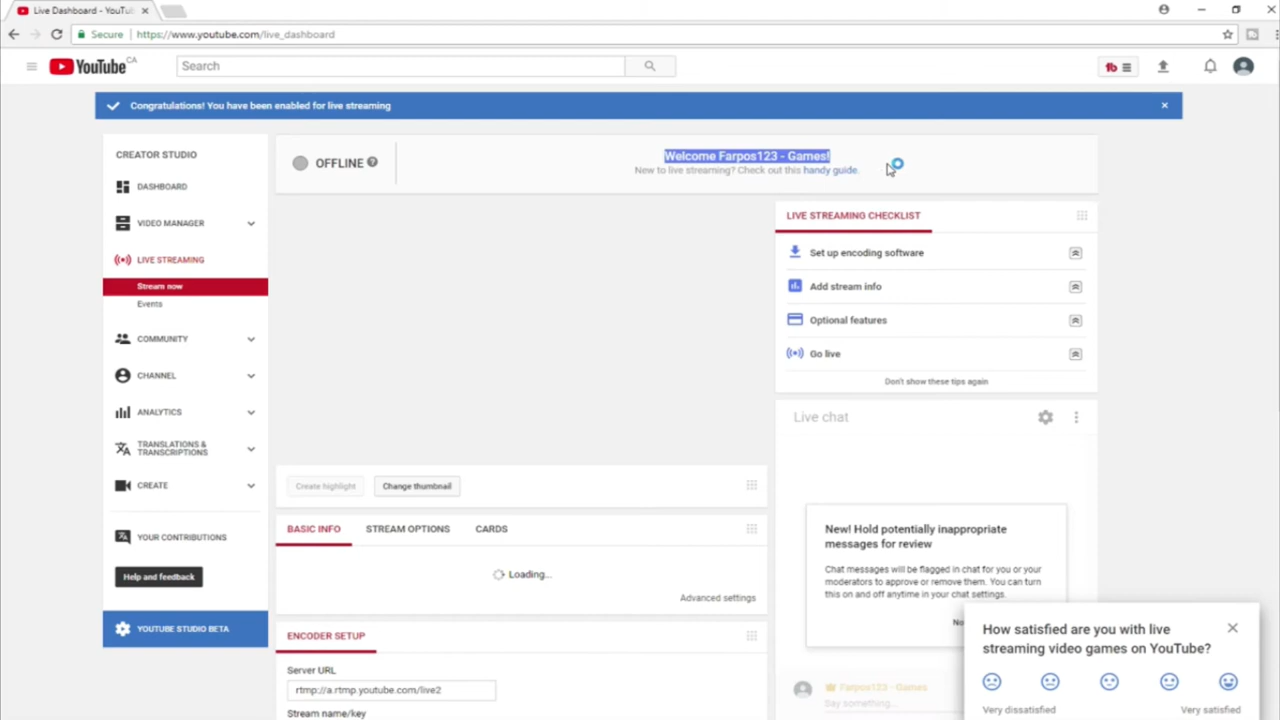 Live Dashboard - YouTu
Secure https://www.youtube.com/live_dashboard
YouTube CA
Search
Congratulations! You have been enabled for live streaming
CREATOR STUDIO
DASHBOARD
VIDEO MANAGER
LIVE STREAMING
Stream now
Events
COMMUNITY
CHANNEL
ANALYTICS
TRANSLATIONS &
TRANSCRIPTIONS
CREATE
YOUR CONTRIBUTIONS
Help and feedback
YOUTUBE STUDIO BETA
OFFLINE
Welcome Farpos123 - Games!
New to live streaming? Check out this handy guide.
Create highlight
Change thumbnail
BASIC INFO STREAM OPTIONS CARDS
Loading...
Advanced settings
ENCODER SETUP
Server URL
rtmp://a.rtmp.youtube.com/live2
Stream name/key
LIVE STREAMING CHECKLIST
Set up encoding software
Add stream info
Optional features
Go live
Don't show these tips again
Live chat
New! Hold potentially inappropriate
messages for review
Chat messages will be flagged in chat for you or your
moderators to approve or remove them. You can turn
this on and off anytime in your chat settings.
Farpos123 - Games
Say something...
How satisfied are you with live
streaming video games on YouTube?
Very dissatisfied
Very satisfied